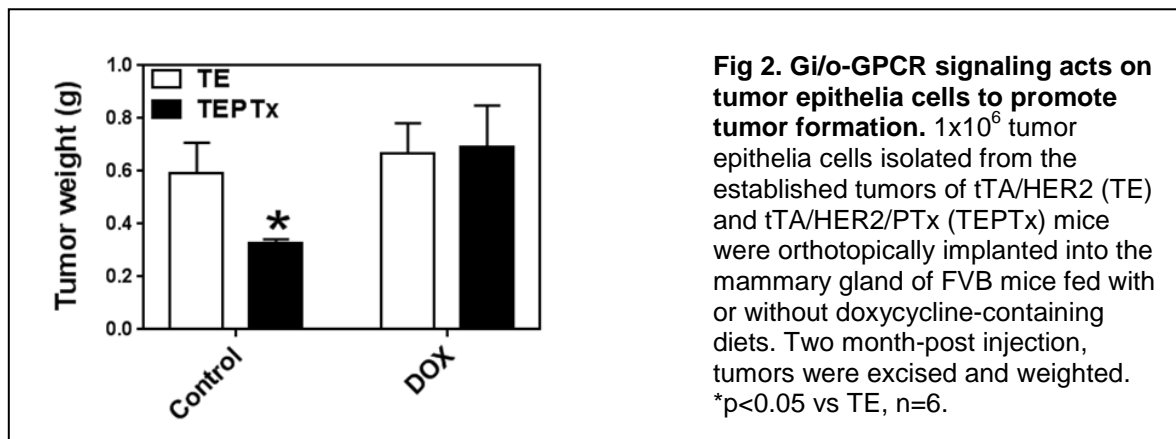 1.0
0.8
0.6
0.4
0.2
0.0
Tumor weight (g)
TE
TEPTx
*
Control
DOX
Fig 2. Gi/o-GPCR signaling acts on
tumor epithelia cells to promote
tumor formation. 1x10⁶ tumor
epithelia cells isolated from the
established tumors of tTA/HER2 (TE)
and tTA/HER2/PTx (TEPTx) mice
were orthotopically implanted into the
mammary gland of FVB mice fed with
or without doxycycline-containing
diets. Two month-post injection,
tumors were excised and weighted.
*p<0.05 vs TE, n=6.